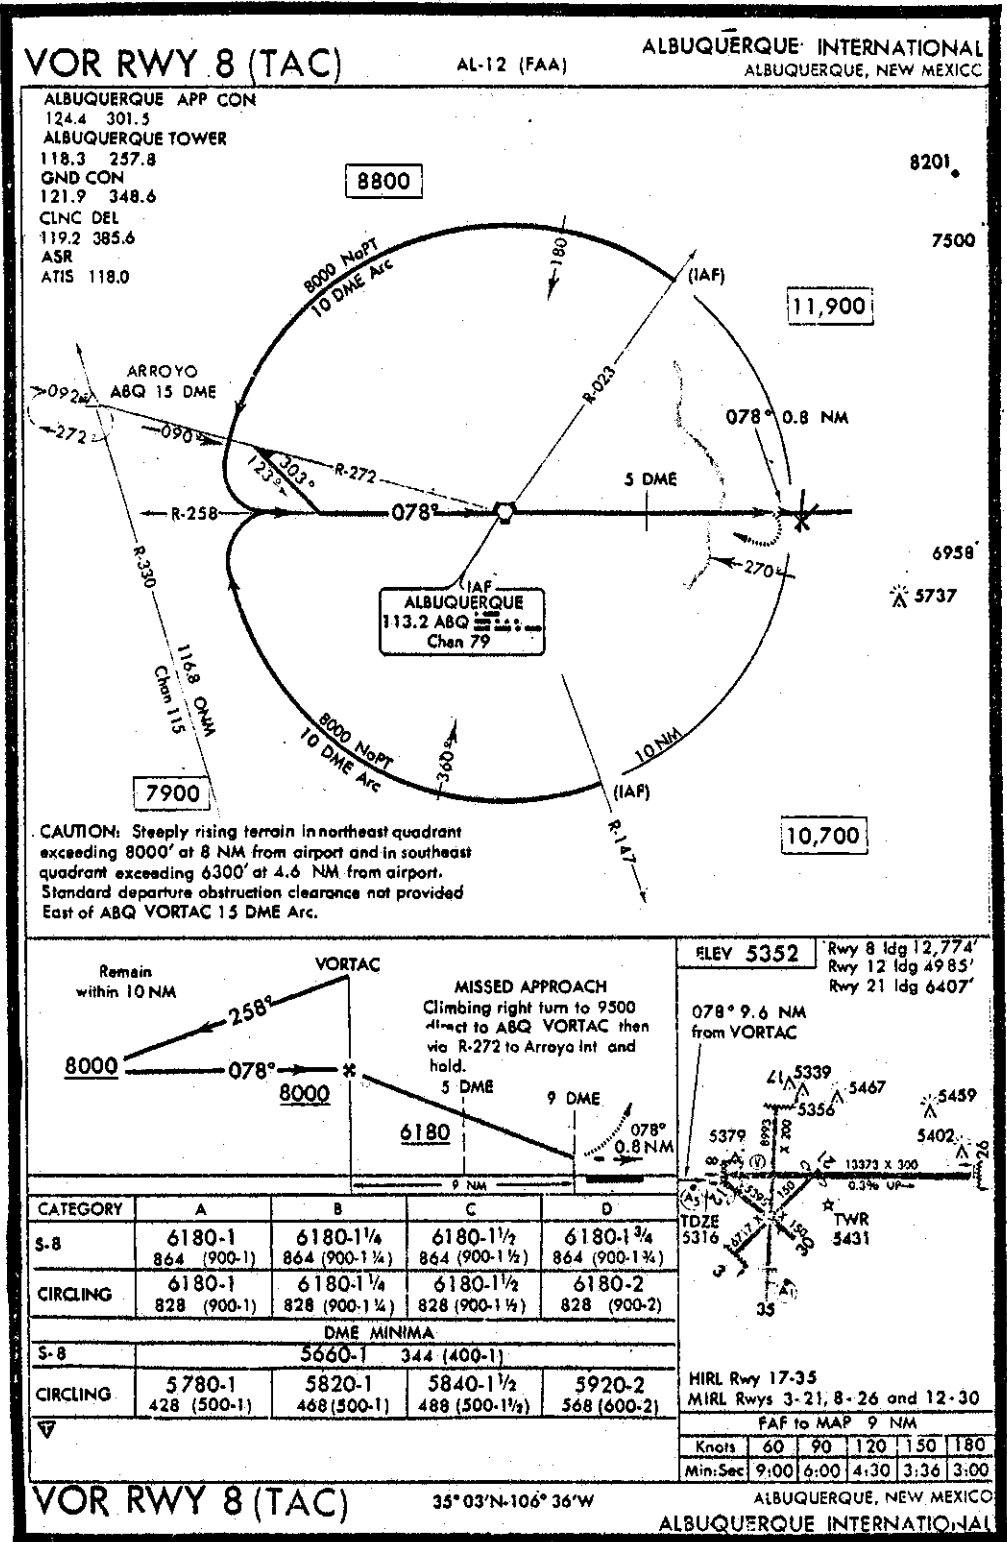 VOR RWY 8 (TAC)
AL-12 (FAA)
ALBUQUERQUE INTERNATIONAL
ALBUQUERQUE, NEW MEXICC
ALBUQUERQUE APP CON
124.4 301.5
ALBUQUERQUE TOWER
118.3 257.8
GND CON
121.9 348.6
CLNC DEL
119.2 385.6
ASR
ATIS 118.0
8800
8201
7500
11,900
180
(IAF)
8000 NoPT
10 DME Arc
ARROYO
ABQ 15 DME
092°
272
090°
R-023
078° 0.8 NM
303°
123°
R-272
5 DME
R-258
078°
R-330
270°
6958'
5737
(IAF
ALBUQUERQUE
113.2 ABQ
Chan 79
116.8 ONM
Chan 115
8000 NoPT
10 DME Arc
360°
10 NM
(IAF)
R-147
7900
10,700
CAUTION: Steeply rising terrain in northeast quadrant
exceeding 8000' at 8 NM from airport and in southeast
quadrant exceeding 6300' at 4.6 NM from airport.
Standard departure obstruction clearance not provided
East of ABQ VORTAC 15 DME Arc.
Remain
within 10 NM
VORTAC
258°
8000
078°
8000
MISSED APPROACH
Climbing right turn to 9500
direct to ABQ VORTAC then
via R-272 to Arroyo Int and
hold.
5 DME
9 DME
6180
078°
0.8 NM
9 NM
ELEV 5352
Rwy 8 ldg 12,774'
Rwy 12 ldg 4985'
Rwy 21 ldg 6407'
078° 9.6 NM
from VORTAC
17
5339
5467
5356
5459
5402
5379
8993 X 200
8
V
21
13373 X 300
0.3% UP
26
A5
12
150
150
TDZE
5316
TWR
5431
30
3
35
HIRL Rwy 17-35
MIRL Rwys 3-21, 8-26 and 12-30
FAF to MAP 9 NM
Knots 60 90 120 150 180
Min:Sec 9:00 6:00 4:30 3:36 3:00
CATEGORY A B C D
S-8 6180-1 6180-1¼ 6180-1½ 6180-1¾
864 (900-1) 864 (900-1¼) 864 (900-1½) 864 (900-1¾)
CIRCLING 6180-1 6180-1¼ 6180-1½ 6180-2
828 (900-1) 828 (900-1¼) 828 (900-1½) 828 (900-2)
DME MINIMA
S-8 5660-1 344 (400-1)
CIRCLING 5780-1 5820-1 5840-1½ 5920-2
428 (500-1) 468 (500-1) 488 (500-1½) 568 (600-2)
T
VOR RWY 8 (TAC)
35°03'N-106°36'W
ALBUQUERQUE, NEW MEXICO
ALBUQUERQUE INTERNATIONAL